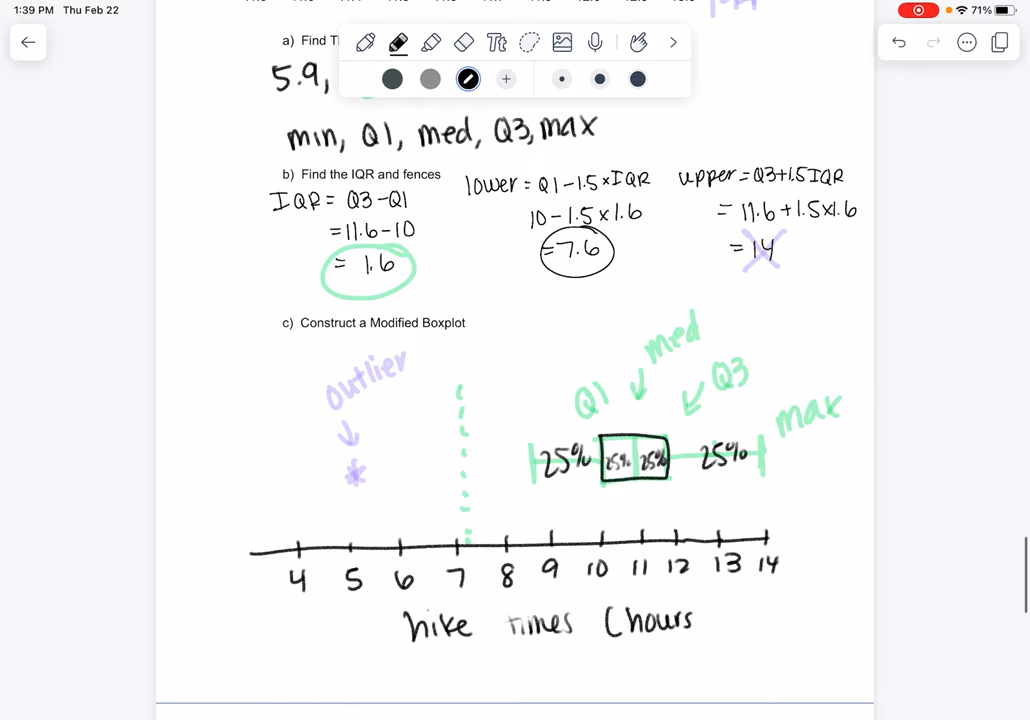 1:39 PM Thu Feb 22
71%
a) Find T
Tt
5.9,
min, Q1, med, Q3, max
b) Find the IQR and fences
IQR = Q3-Q1
= 11.6-10
= 1.6
lower = Q1-1.5×IQR
10-1.5×1.6
=7.6
upper = Q3+1.5IQR
= 11.6+1.5×1.6
= 14
c) Construct a Modified Boxplot
outlier
Q1
med
Q3
max
25% 25% 25% 25%
4 5 6 7 8 9 10 11 12 13 14
hike times (hours